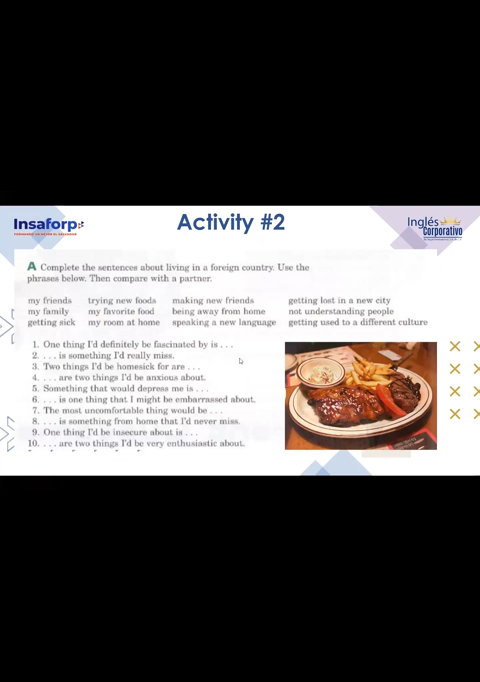 Insaforp
Activity #2
Inglés
Corporativo
A Complete the sentences about living in a foreign country. Use the
phrases below. Then compare with a partner.
my friends trying new foods making new friends getting lost in a new city
my family my favorite food being away from home not understanding people
getting sick my room at home speaking a new language getting used to a different culture
1. One thing I'd definitely be fascinated by is . . .
2. . . . is something I'd really miss.
3. Two things I'd be homesick for are . . .
4. . . . are two things I'd be anxious about.
5. Something that would depress me is . . .
6. . . . is one thing that I might be embarrassed about.
7. The most uncomfortable thing would be . . .
8. . . . is something from home that I'd never miss.
9. One thing I'd be insecure about is . . .
10. . . . are two things I'd be very enthusiastic about.